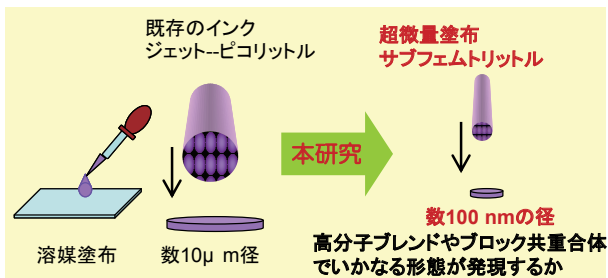 既存のインク
ジェット--ピコリットル
溶媒塗布
数10μ m径
本研究
超微量塗布
サブフェムトリットル
数100 nmの径
高分子ブレンドやブロック共重合体
でいかなる形態が発現するか